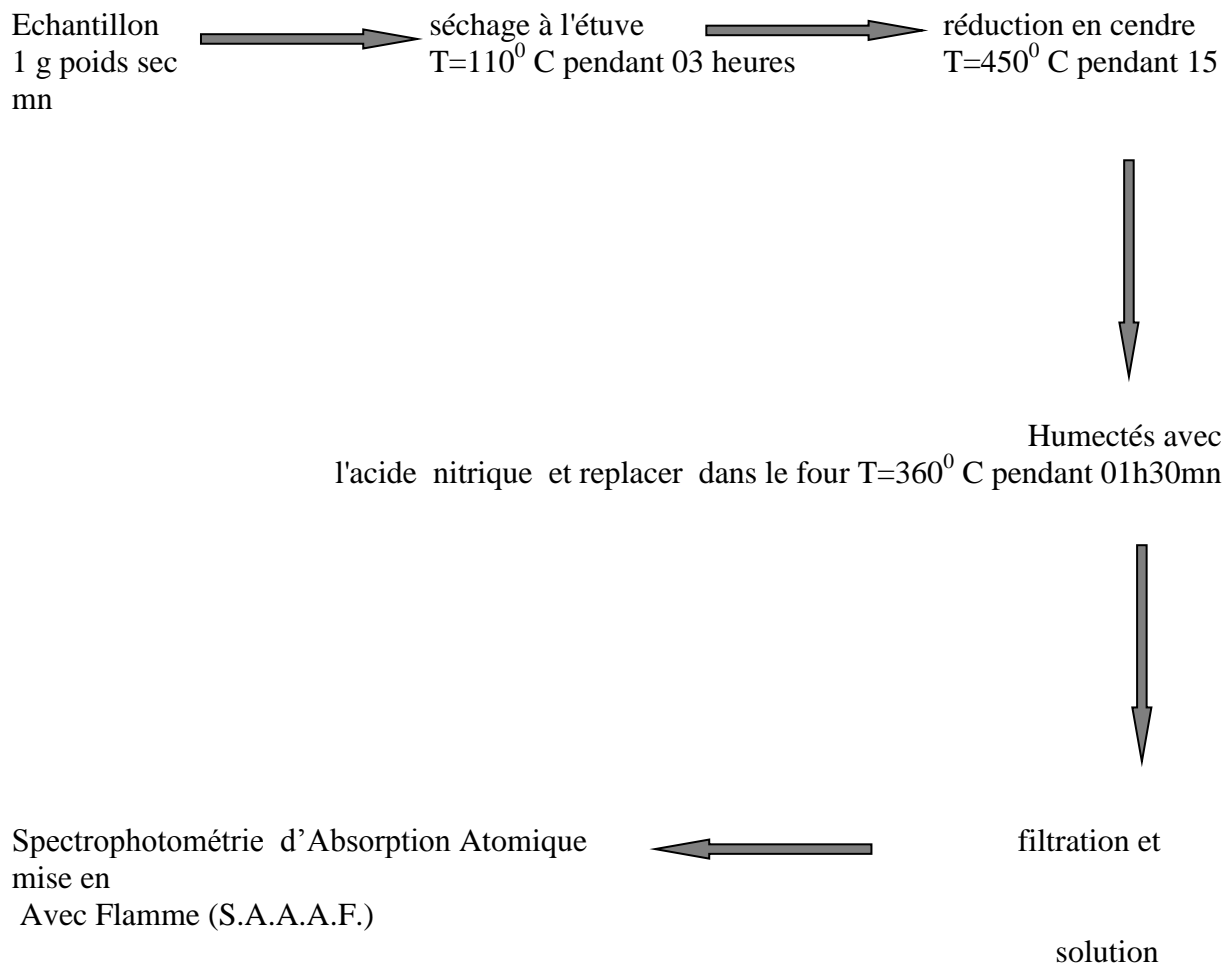 Echantillon séchage à l'étuve réduction en cendre
1 g poids sec T=110⁰ C pendant 03 heures T=450⁰ C pendant 15
mn
Humectés avec
l'acide nitrique et replacer dans le four T=360⁰ C pendant 01h30mn
Spectrophotométrie d’Absorption Atomique filtration et
mise en
Avec Flamme (S.A.A.A.F.)
solution